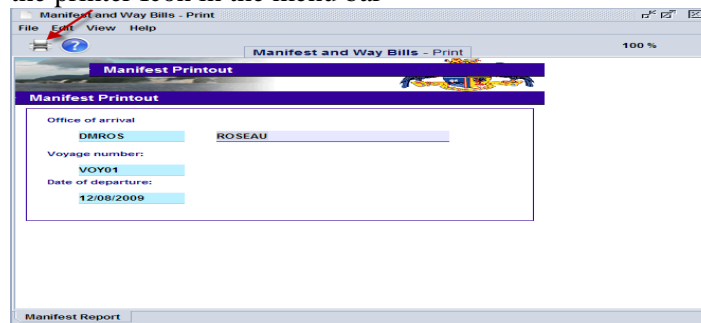 the printer icon in the menu bar
Manifest and Way Bills - Print
File Edit View Help
Manifest and Way Bills - Print
100 %
Manifest Printout
Manifest Printout
Office of arrival
DMROS ROSEAU
Voyage number:
VOY01
Date of departure:
12/08/2009
Manifest Report